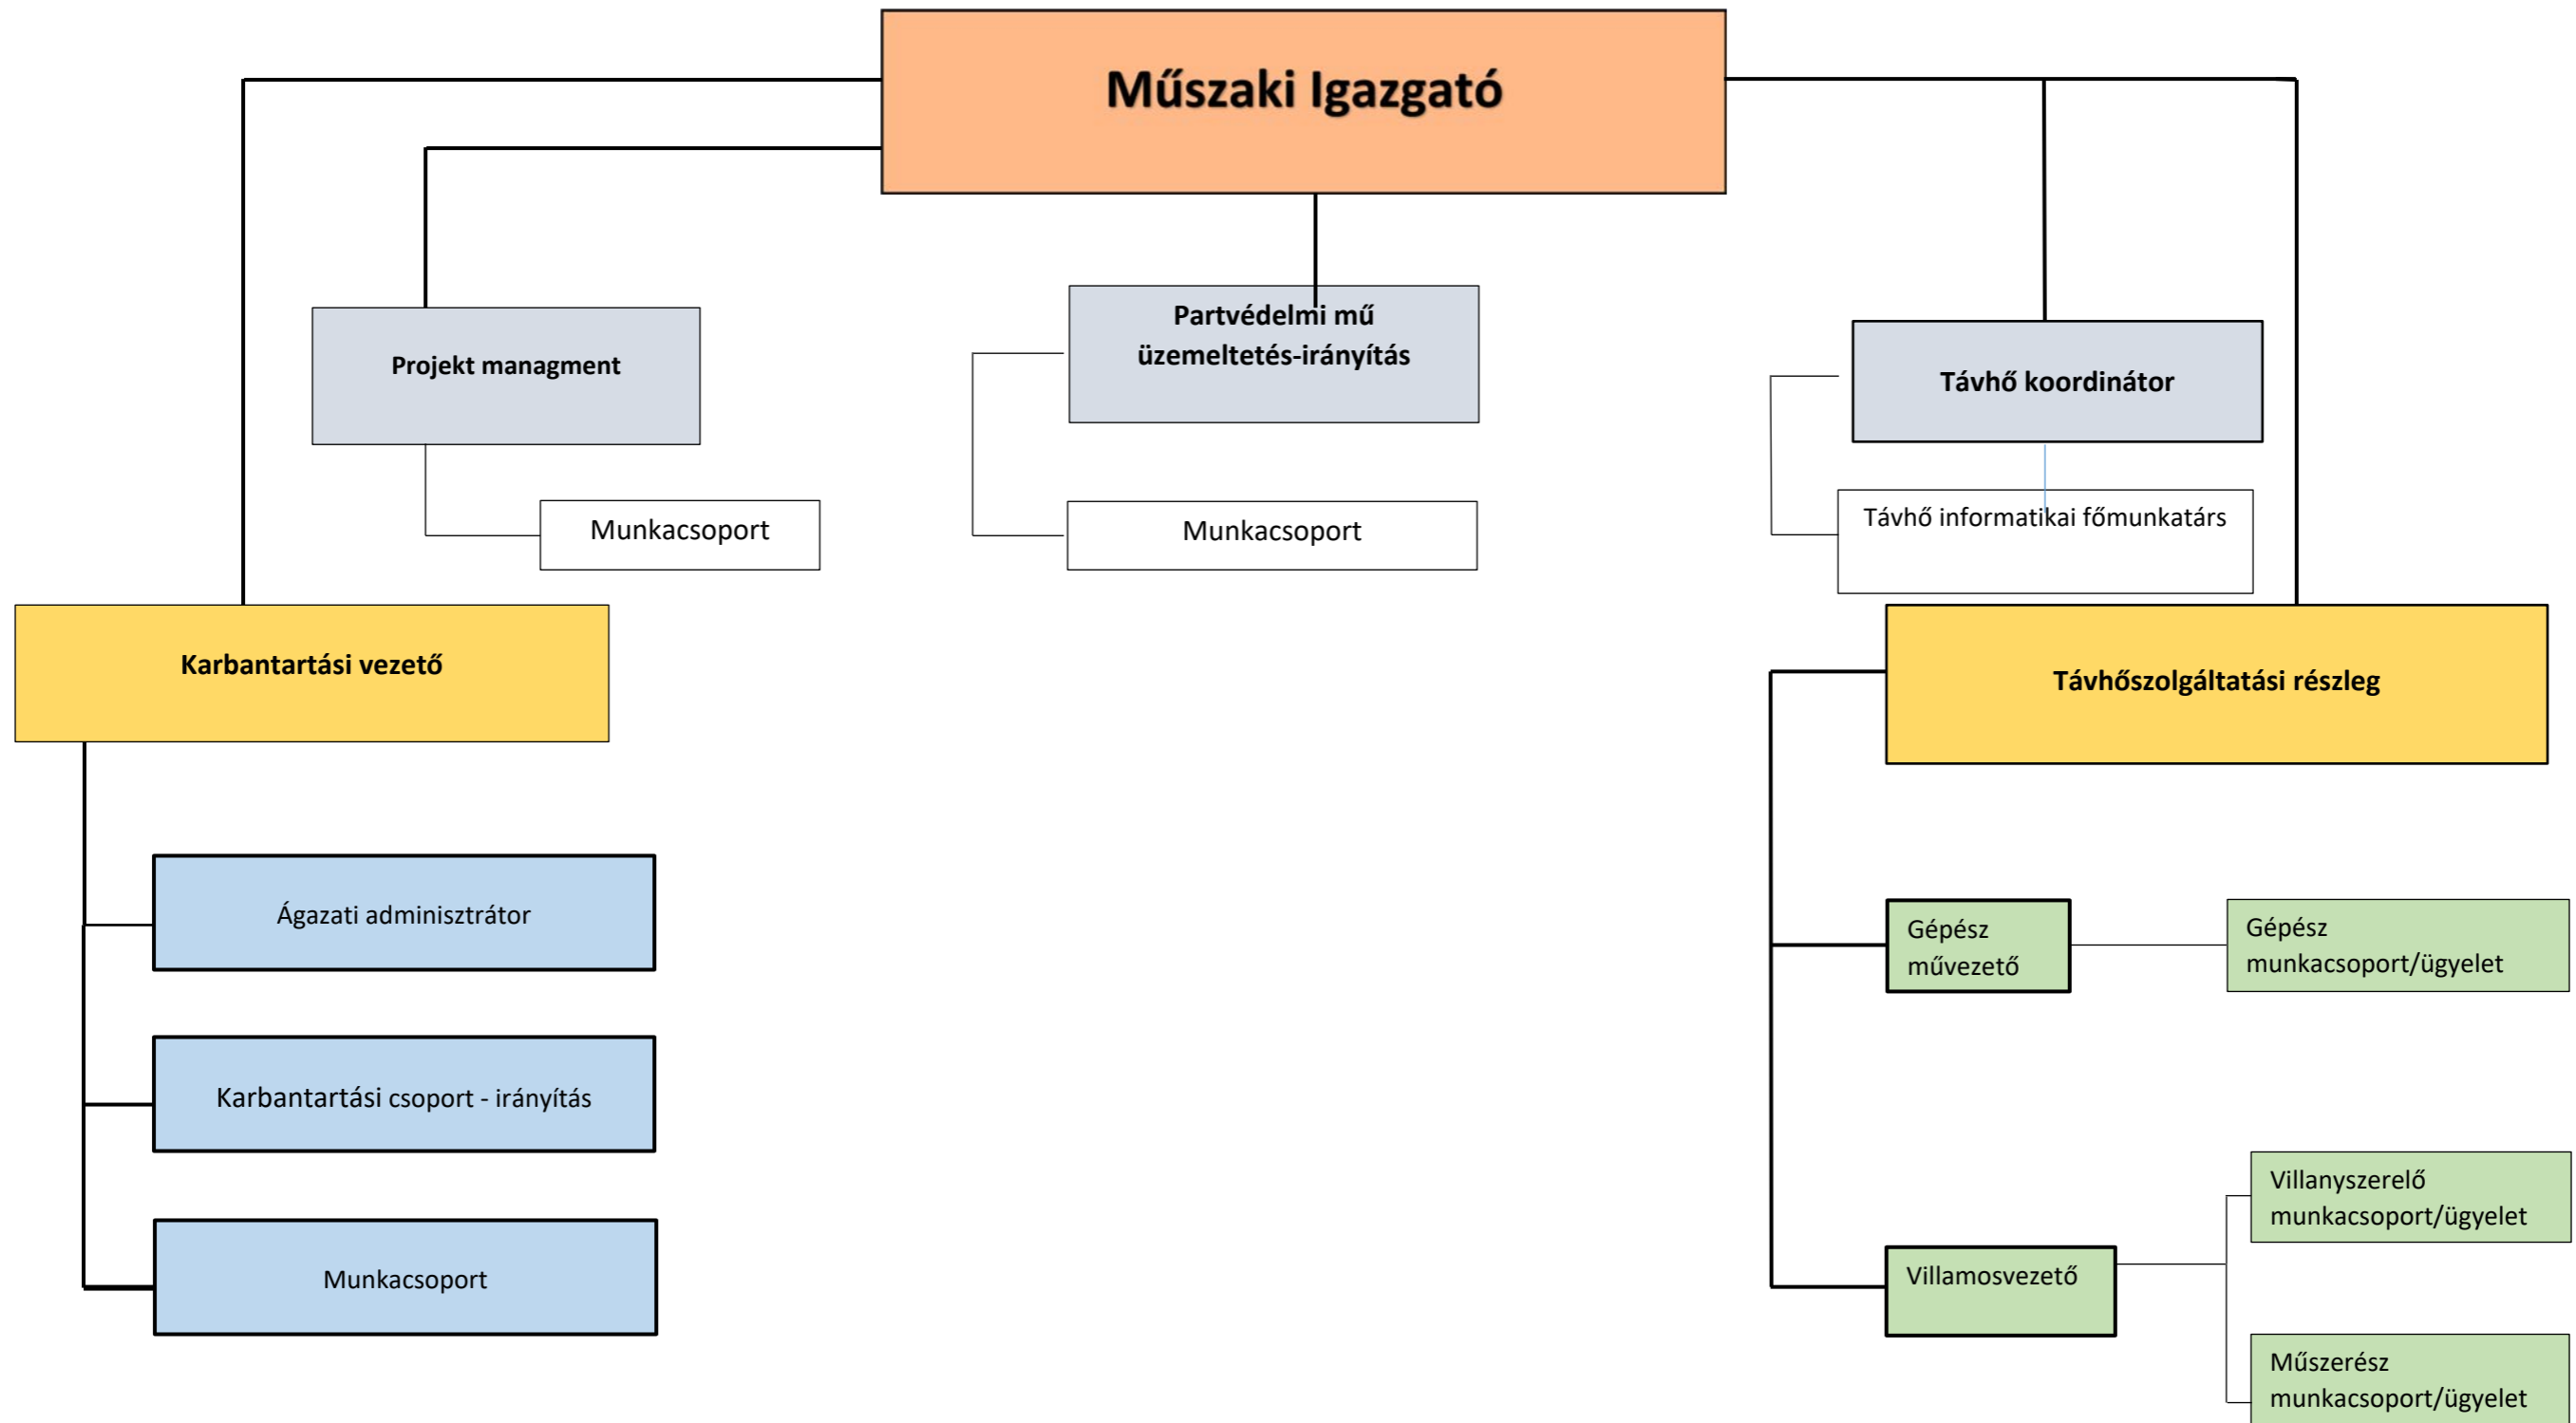 Műszaki Igazgató
Projekt managment
Partvédelmi mű
üzemeltetés-irányítás
Távhő koordinátor
Munkacsoport
Munkacsoport
Távhő informatikai főmunkatárs
Karbantartási vezető
Távhőszolgáltatási részleg
Ágazati adminisztrátor
Karbantartási csoport - irányítás
Munkacsoport
Gépész
művezető
Gépész
munkacsoport/ügyelet
Villamosvezető
Villanyszerelő
munkacsoport/ügyelet
Műszerész
munkacsoport/ügyelet